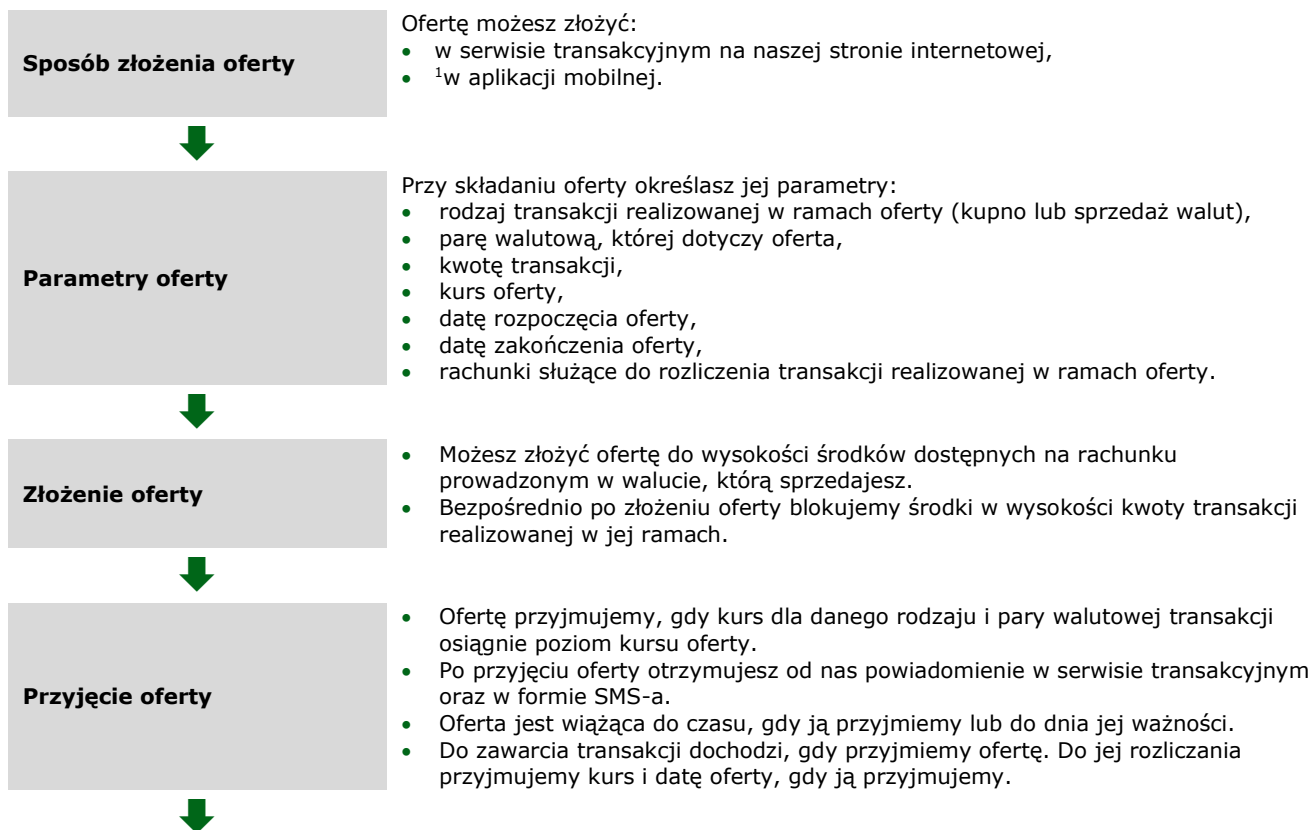 Sposób złożenia oferty
Ofertę możesz złożyć:
• w serwisie transakcyjnym na naszej stronie internetowej,
• ¹w aplikacji mobilnej.
Parametry oferty
Przy składaniu oferty określasz jej parametry:
• rodzaj transakcji realizowanej w ramach oferty (kupno lub sprzedaż walut),
• parę walutową, której dotyczy oferta,
• kwotę transakcji,
• kurs oferty,
• datę rozpoczęcia oferty,
• datę zakończenia oferty,
• rachunki służące do rozliczenia transakcji realizowanej w ramach oferty.
Złożenie oferty
• Możesz złożyć ofertę do wysokości środków dostępnych na rachunku
prowadzonym w walucie, którą sprzedajesz.
• Bezpośrednio po złożeniu oferty blokujemy środki w wysokości kwoty transakcji
realizowanej w jej ramach.
Przyjęcie oferty
• Ofertę przyjmujemy, gdy kurs dla danego rodzaju i pary walutowej transakcji
osiągnie poziom kursu oferty.
• Po przyjęciu oferty otrzymujesz od nas powiadomienie w serwisie transakcyjnym
oraz w formie SMS-a.
• Oferta jest wiążąca do czasu, gdy ją przyjmiemy lub do dnia jej ważności.
• Do zawarcia transakcji dochodzi, gdy przyjmiemy ofertę. Do jej rozliczania
przyjmujemy kurs i datę oferty, gdy ją przyjmujemy.